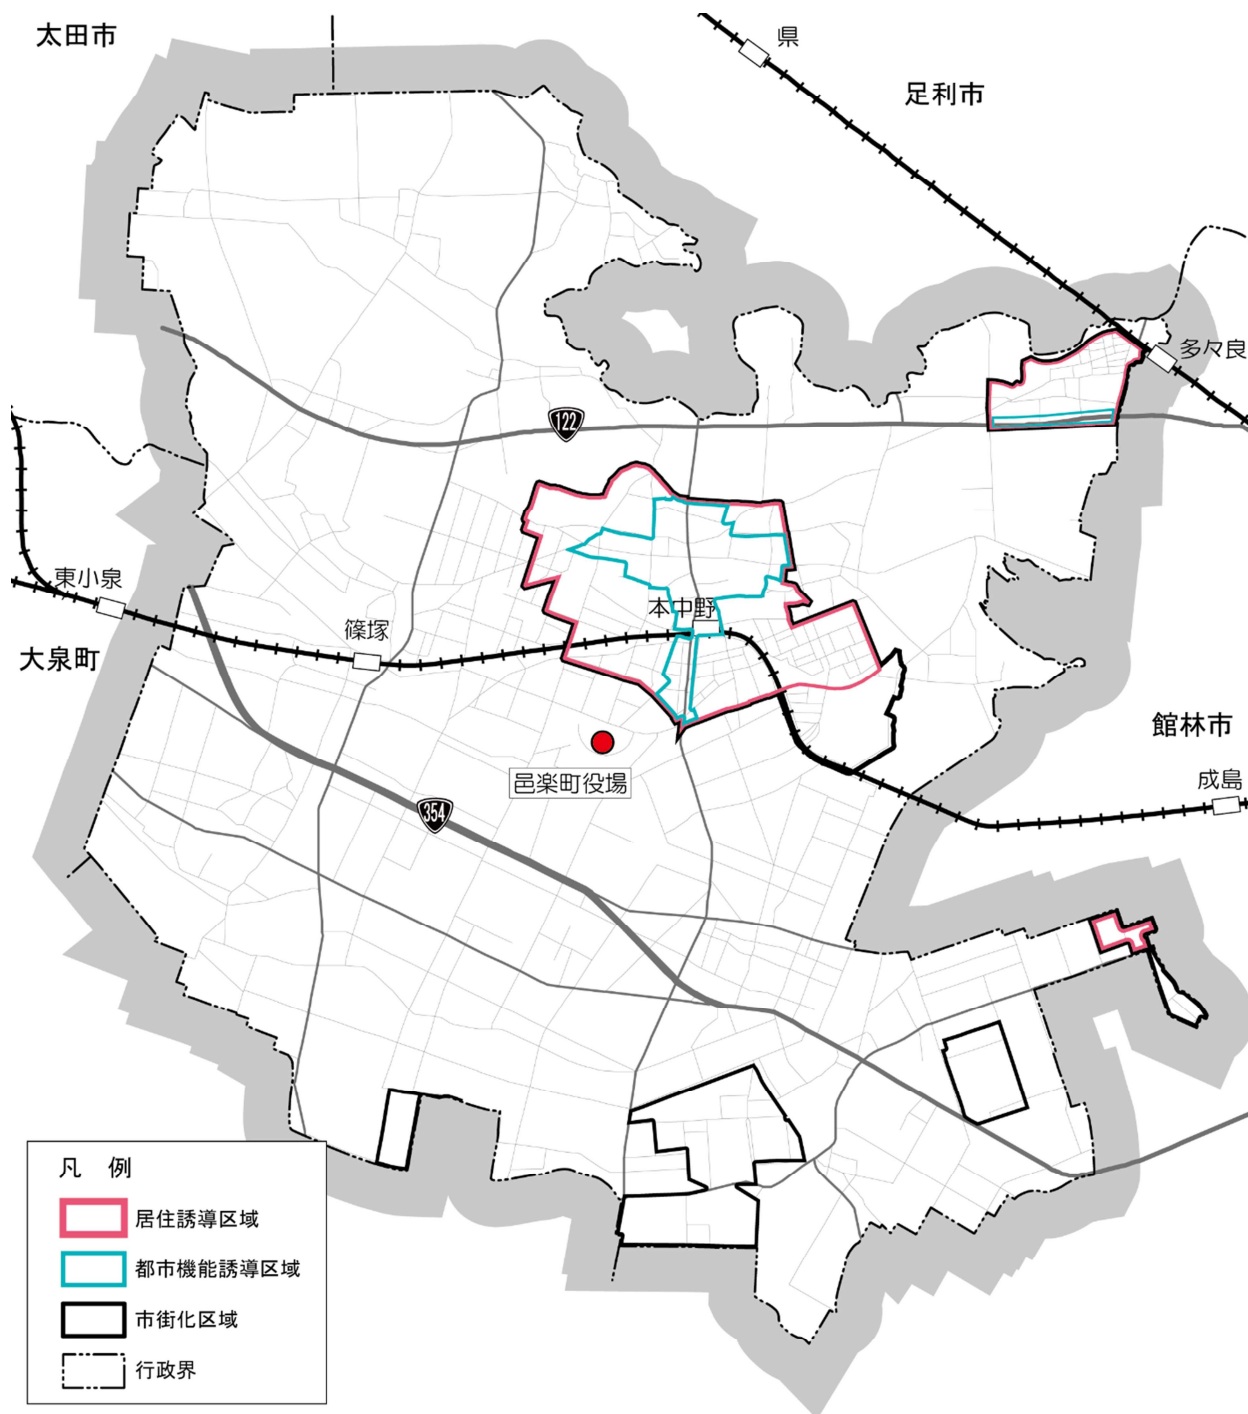 太田市
県
足利市
多々良
122
東小泉
本中野
篠塚
大泉町
館林市
邑楽町役場
成島
354
凡 例
居住誘導区域
都市機能誘導区域
市街化区域
行政界